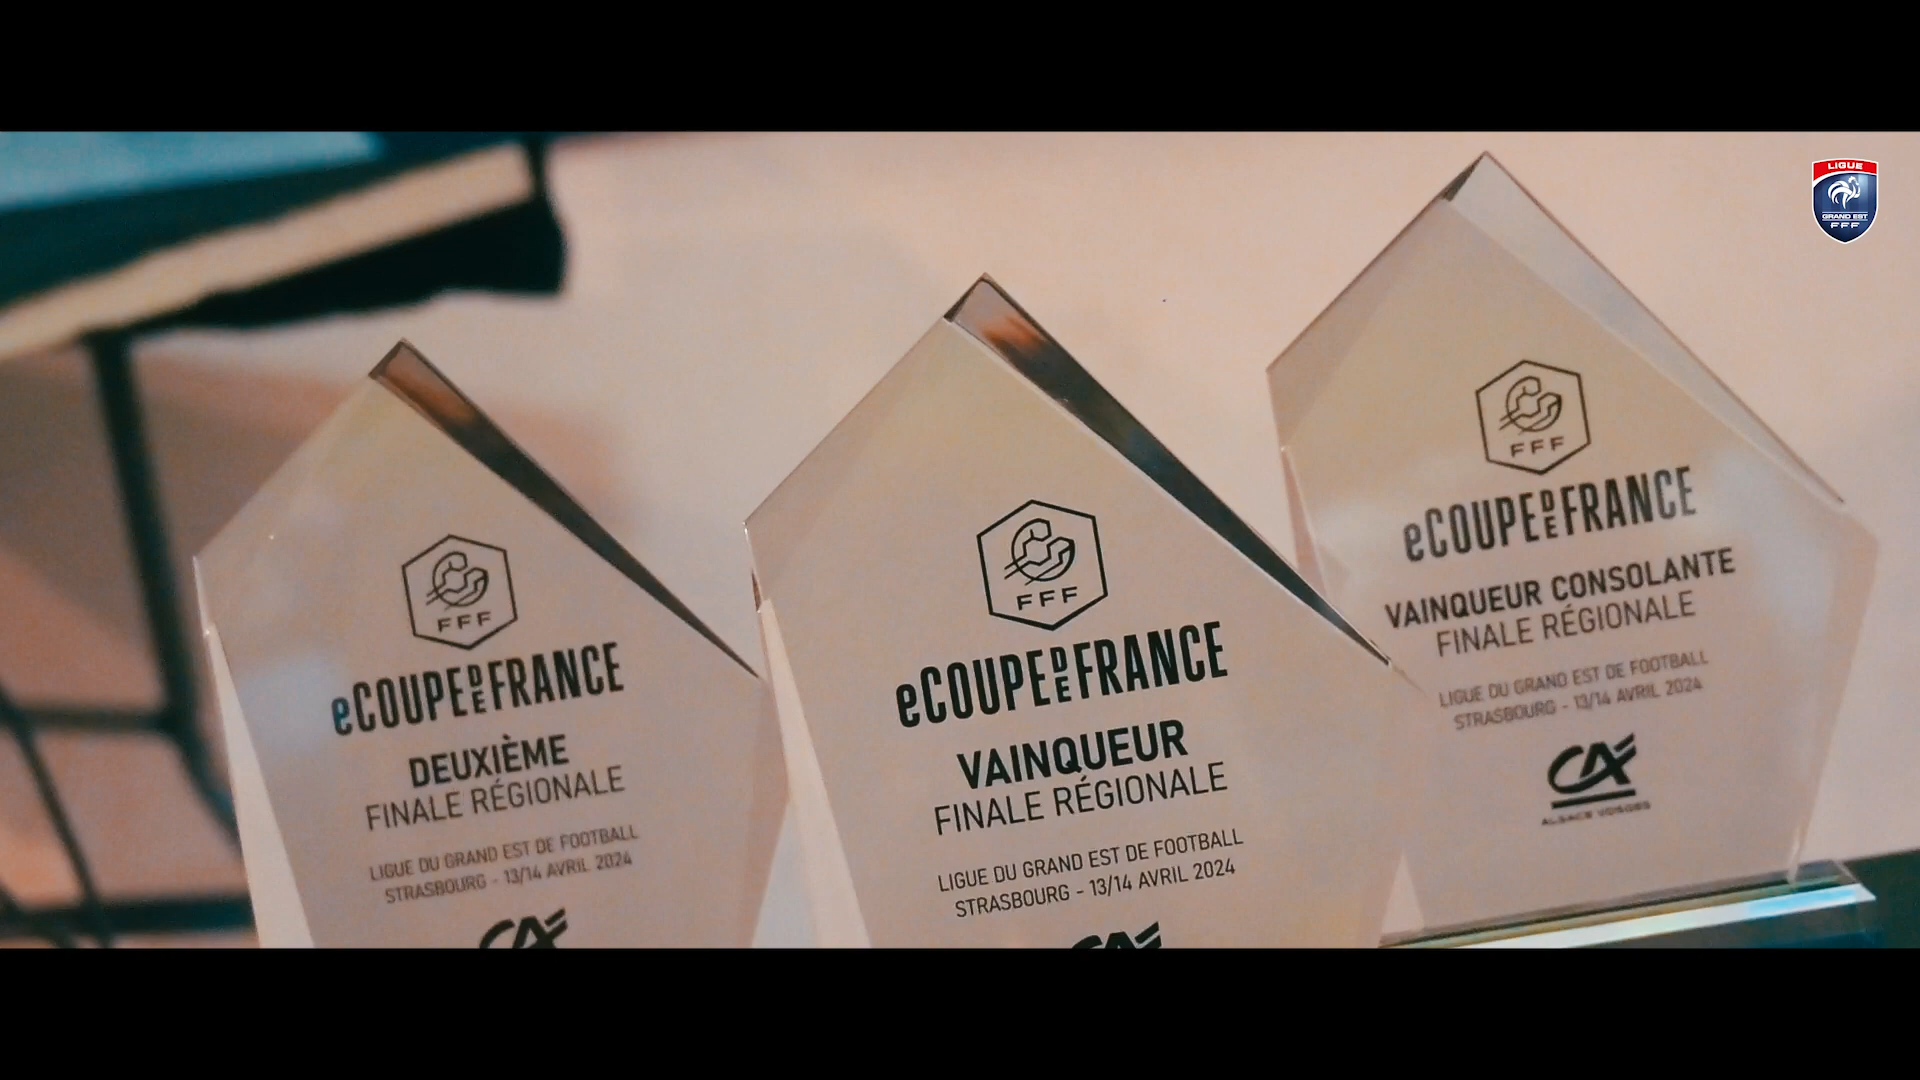 LIGUE
GRAND EST
FFF
FFF
eCOUPE DE FRANCE
DEUXIÈME
FINALE RÉGIONALE
LIGUE DU GRAND EST DE FOOTBALL
STRASBOURG - 13/14 AVRIL 2024
CA
FFF
eCOUPE DE FRANCE
VAINQUEUR
FINALE RÉGIONALE
LIGUE DU GRAND EST DE FOOTBALL
STRASBOURG - 13/14 AVRIL 2024
CA
FFF
eCOUPE DE FRANCE
VAINQUEUR CONSOLANTE
FINALE RÉGIONALE
LIGUE DU GRAND EST DE FOOTBALL
STRASBOURG - 13/14 AVRIL 2024
CA
ALSACE VOSGES